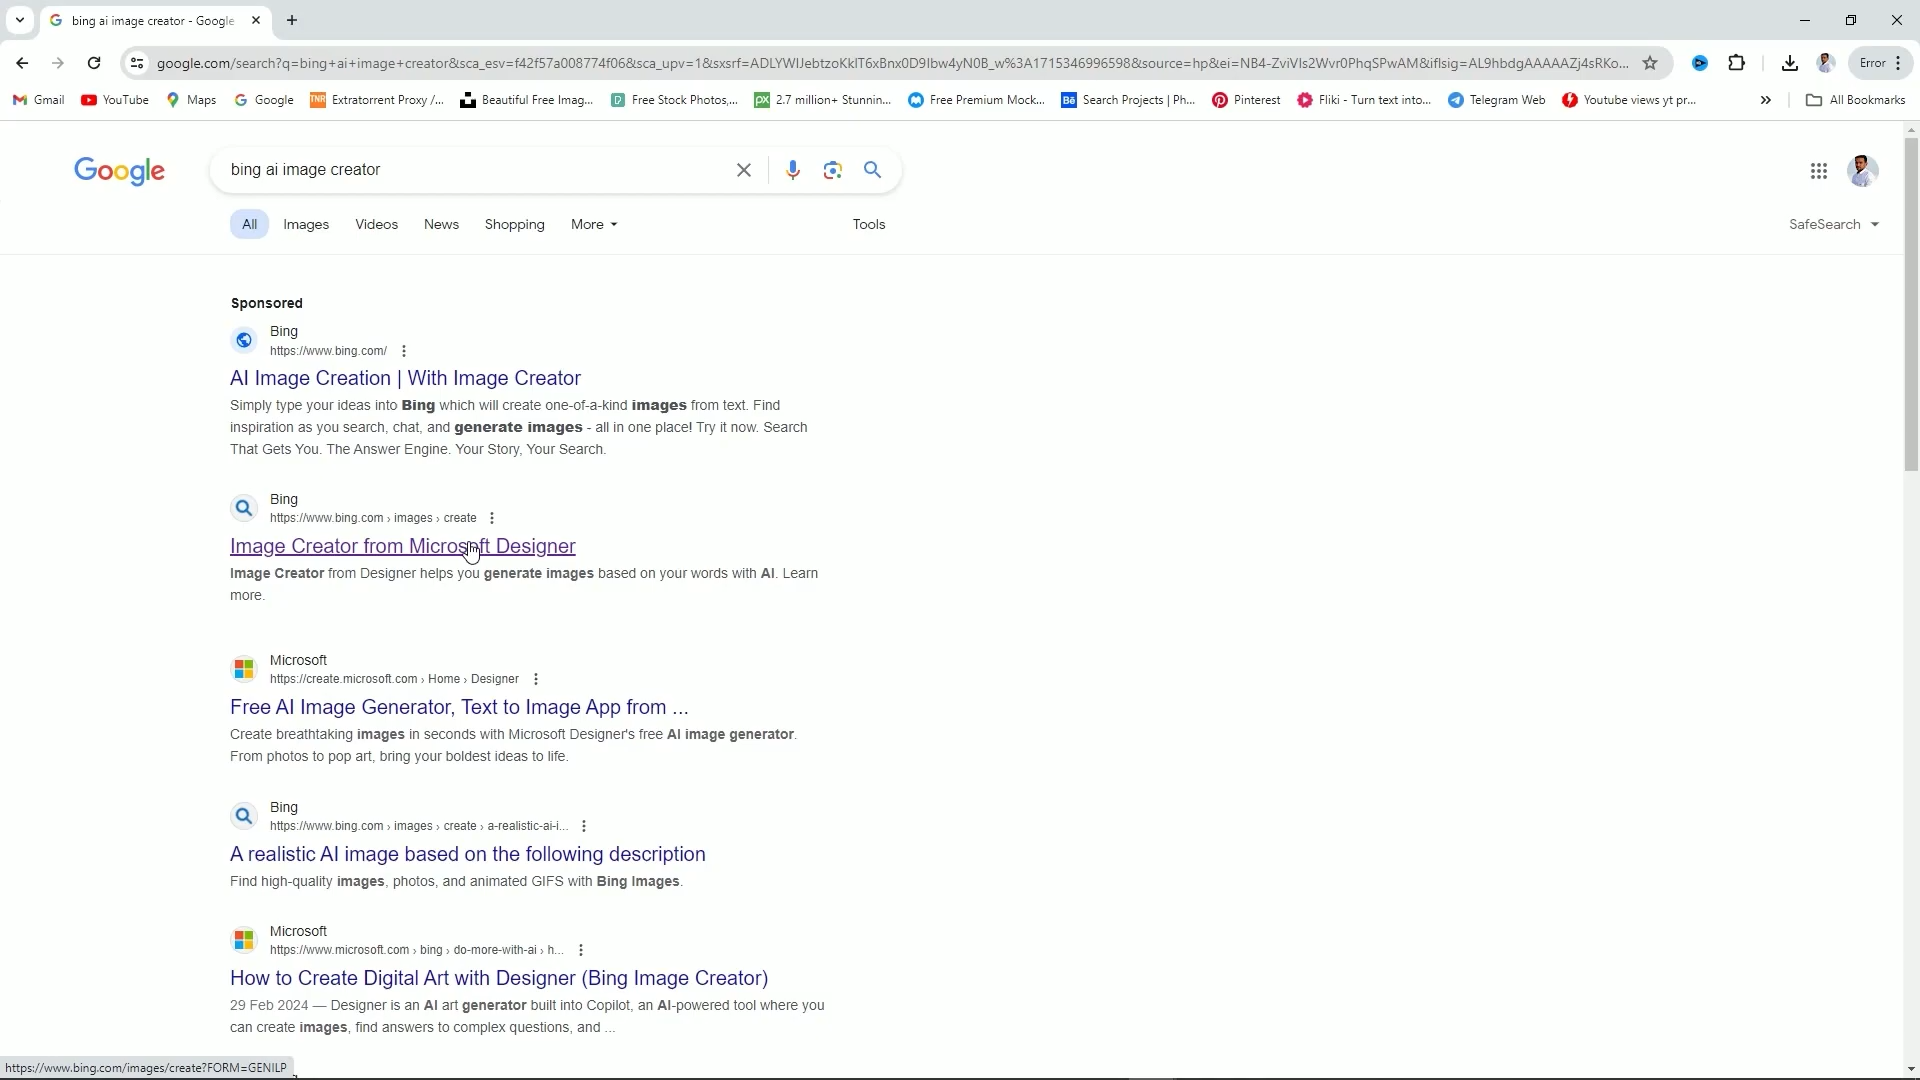 bing ai image creator - Google
google.com/search?q=bing+ai+image+creator&sca_esv=f42f57a008774f06&sca_upv=1&sxsrf=ADLYWIJebtzoKkIT6xBnx0D9Ibw4yN0B_w%3A1715346996598&source=hp&ei=NB4-ZviVIs2Wvr0PhqSPwAM&iflsig=AL9hbdgAAAAAZj4sRKo...
Error
Gmail YouTube Maps Google Extratorrent Proxy /... Beautiful Free Imag... Free Stock Photos,... 2.7 million+ Stunnin... Free Premium Mock... Search Projects | Ph... Pinterest Fliki - Turn text into... Telegram Web Youtube views yt pr... » All Bookmarks
Google
bing ai image creator
All Images Videos News Shopping More Tools SafeSearch
Sponsored
Bing
https://www.bing.com/
AI Image Creation | With Image Creator
Simply type your ideas into Bing which will create one-of-a-kind images from text. Find
inspiration as you search, chat, and generate images - all in one place! Try it now. Search
That Gets You. The Answer Engine. Your Story, Your Search.
Bing
https://www.bing.com › images › create
Image Creator from Microsoft Designer
Image Creator from Designer helps you generate images based on your words with AI. Learn
more.
Microsoft
https://create.microsoft.com › Home › Designer
Free AI Image Generator, Text to Image App from ...
Create breathtaking images in seconds with Microsoft Designer's free AI image generator.
From photos to pop art, bring your boldest ideas to life.
Bing
https://www.bing.com › images › create › a-realistic-ai-i...
A realistic AI image based on the following description
Find high-quality images, photos, and animated GIFS with Bing Images.
Microsoft
https://www.microsoft.com › bing › do-more-with-ai › h...
How to Create Digital Art with Designer (Bing Image Creator)
29 Feb 2024 — Designer is an AI art generator built into Copilot, an AI-powered tool where you
can create images, find answers to complex questions, and ...
https://www.bing.com/images/create?FORM=GENILP